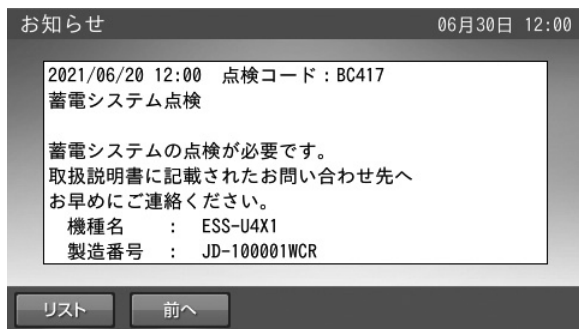 お知らせ 06月30日 12:00
2021/06/20 12:00 点検コード：BC417
蓄電システム点検
蓄電システムの点検が必要です。
取扱説明書に記載されたお問い合わせ先へ
お早めにご連絡ください。
機種名 ： ESS-U4X1
製造番号 ： JD-100001WCR
リスト 前へ